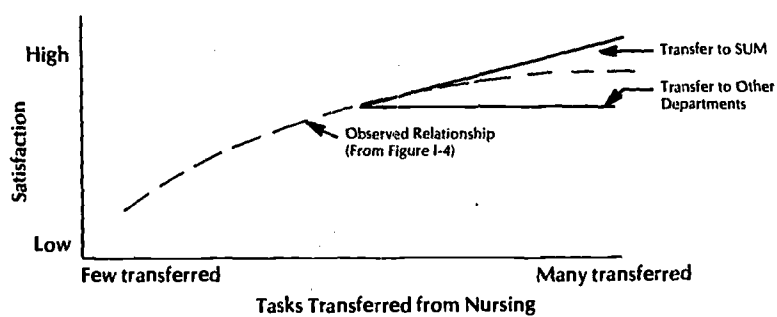 High
Satisfaction
Low
Transfer to SUM
Transfer to Other
Departments
Observed Relationship
(From Figure I-4)
Few transferred
Many transferred
Tasks Transferred from Nursing